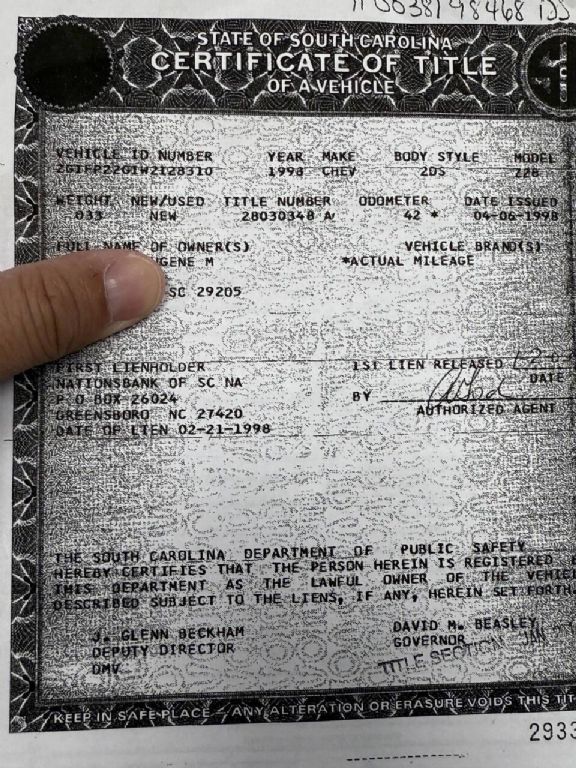 STATE OF SOUTH CAROLINA
CERTIFICATE OF TITLE
OF A VEHICLE
VEHICLE ID NUMBER YEAR MAKE BODY STYLE MODEL
2G1FP22G1W2128310 1998 CHEV 2DS Z28
WEIGHT NEW/USED TITLE NUMBER ODOMETER DATE ISSUED
033 NEW 28030348 A 42 * 04-06-1998
FULL NAME OF OWNER(S) VEHICLE BRAND(S)
UGENE M *ACTUAL MILEAGE
SC 29205
FIRST LIENHOLDER 1ST LIEN RELEASED
NATIONSBANK OF SC NA DATE
P O BOX 26024 BY
GREENSBORO NC 27420 AUTHORIZED AGENT
DATE OF LIEN 02-21-1998
THE SOUTH CAROLINA DEPARTMENT OF PUBLIC SAFETY
HEREBY CERTIFIES THAT THE PERSON HEREIN IS REGISTERED
THIS DEPARTMENT AS THE LAWFUL OWNER OF THE VEHIC
DESCRIBED SUBJECT TO THE LIENS, IF ANY, HEREIN SET FORTH
J. GLENN BECKHAM DAVID M. BEASLEY
DEPUTY DIRECTOR GOVERNOR
DMV TITLE SECTION JAN
KEEP IN SAFE PLACE - ANY ALTERATION OR ERASURE VOIDS THIS TIT
2933